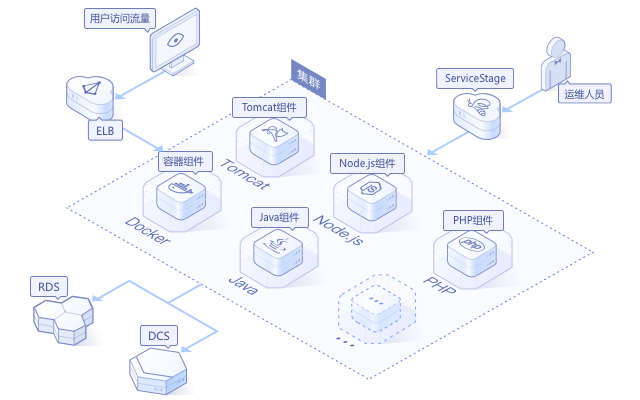 用户访问流量
集群
ServiceStage
运维人员
Tomcat组件
ELB
容器组件
Tomcat
Node.js组件
JS
Java组件
PHP组件
Docker
Node.js
php
Java
PHP
RDS
DCS